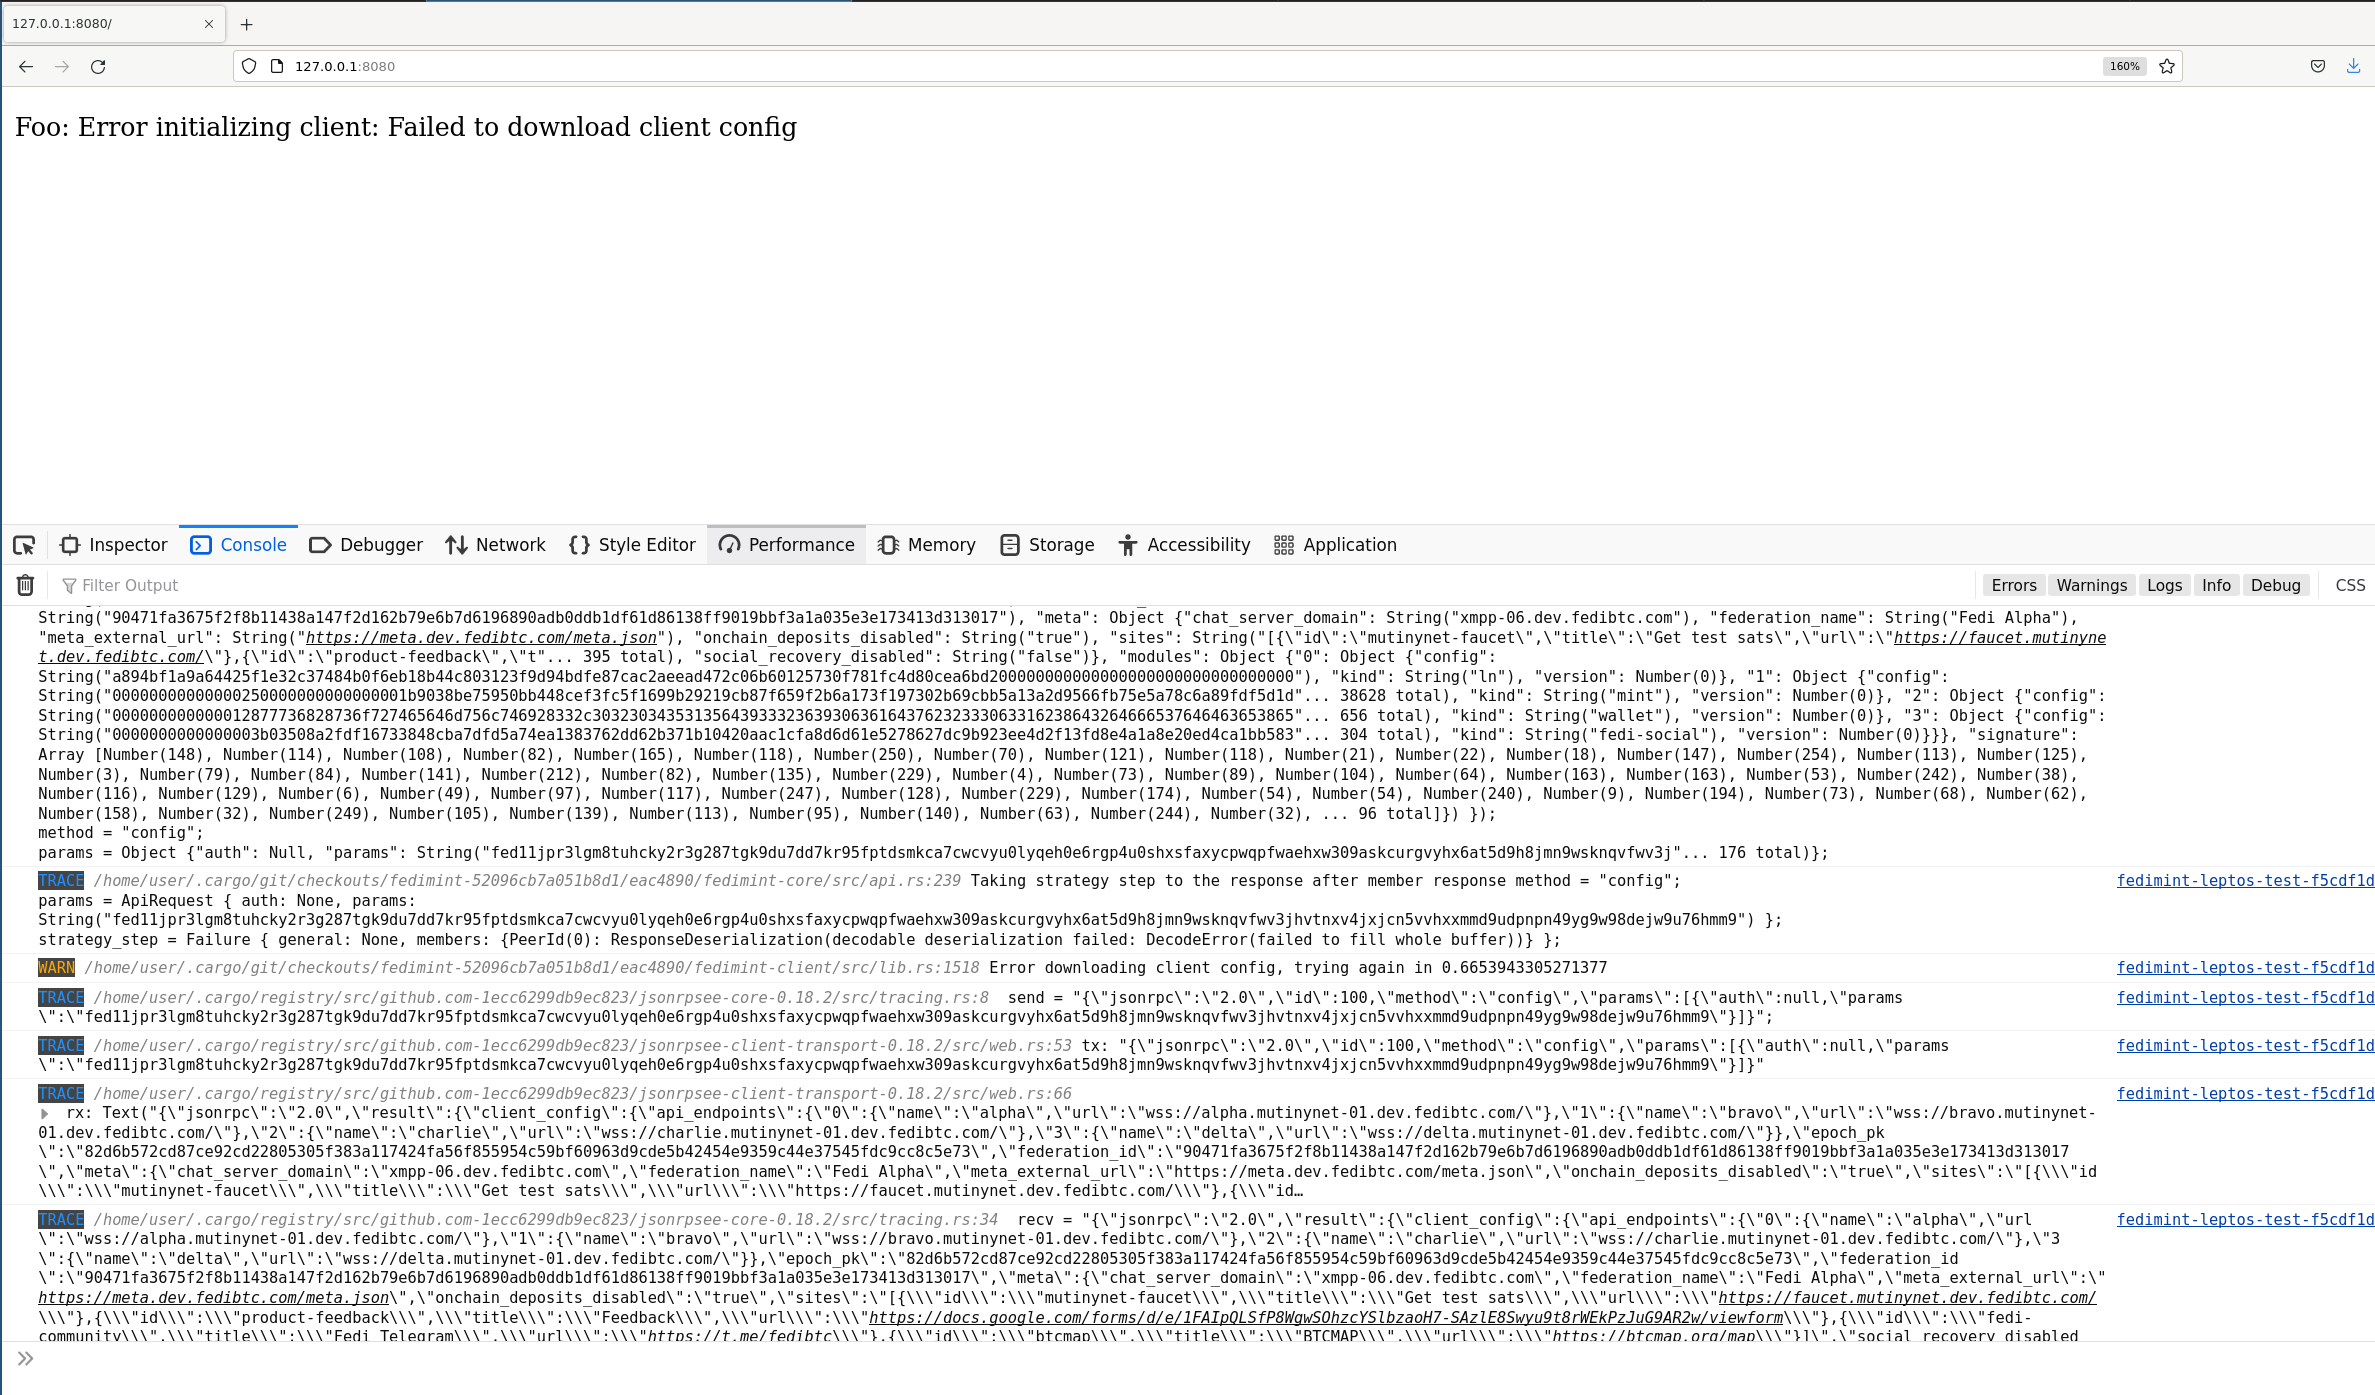 127.0.0.1:8080/
127.0.0.1:8080
160%
Foo: Error initializing client: Failed to download client config
Inspector Console Debugger Network Style Editor Performance Memory Storage Accessibility Application
Filter Output
Errors Warnings Logs Info Debug CSS
String("90471fa3675f2f8b11438a147f2d162b79e6b7d6196890adb0ddb1df61d86138ff9019bbf3a1a035e3e173413d313017"), "meta": Object {"chat_server_domain": String("xmpp-06.dev.fedibtc.com"), "federation_name": String("Fedi Alpha"),
"meta_external_url": String("https://meta.dev.fedibtc.com/meta.json"), "onchain_deposits_disabled": String("true"), "sites": String("[{\"id\":\"mutinynet-faucet\",\"title\":\"Get test sats\",\"url\":\"https://faucet.mutinyne
t.dev.fedibtc.com/\"},{\"id\":\"product-feedback\",\"t"... 395 total), "social_recovery_disabled": String("false")}, "modules": Object {"0": Object {"config":
String("a894bf1a9a64425f1e32c37484b0f6eb18b44c803123f9d94bdfe87cac2aeead472c06b60125730f781fc4d80cea6bd20000000000000000000000000000000"), "kind": String("ln"), "version": Number(0)}, "1": Object {"config":
String("00000000000000250000000000000001b9038be75950bb448cef3fc5f1699b29219cb87f659f2b6a173f197302b69cbb5a13a2d9566fb75e5a78c6a89fdf5d1d"... 38628 total), "kind": String("mint"), "version": Number(0)}, "2": Object {"config":
String("000000000000012877736828736f727465646d756c746928332c30323034353135643933323639306361643762323330633162386432646665376464636538​65"... 656 total), "kind": String("wallet"), "version": Number(0)}, "3": Object {"config":
String("0000000000000003b03508a2fdf16733848cba7dfd5a74ea1383762dd62b371b10420aac1cfa8d6d61e5278627dc9b923ee4d2f13fd8e4a1a8e20ed4ca1bb583"... 304 total), "kind": String("fedi-social"), "version": Number(0)}}}, "signature":
Array [Number(148), Number(114), Number(108), Number(82), Number(165), Number(118), Number(250), Number(70), Number(121), Number(118), Number(21), Number(22), Number(18), Number(147), Number(254), Number(113), Number(125),
Number(3), Number(79), Number(84), Number(141), Number(212), Number(82), Number(135), Number(229), Number(4), Number(73), Number(89), Number(104), Number(64), Number(163), Number(163), Number(53), Number(242), Number(38),
Number(116), Number(129), Number(6), Number(49), Number(97), Number(117), Number(247), Number(128), Number(229), Number(174), Number(54), Number(54), Number(240), Number(9), Number(194), Number(73), Number(68), Number(62),
Number(158), Number(32), Number(249), Number(105), Number(139), Number(113), Number(95), Number(140), Number(63), Number(244), Number(32), ... 96 total]}) });
method = "config";
params = Object {"auth": Null, "params": String("fed11jpr3lgm8tuhcky2r3g287tgk9du7dd7kr95fptdsmkca7cwcvyu0lyqeh0e6rgp4u0shxsfaxycpwqpfwaehxw309askcurgvyhx6at5d9h8jmn9wsknqvfwv3j"... 176 total)};
TRACE /home/user/.cargo/git/checkouts/fedimint-52096cb7a051b8d1/eac4890/fedimint-core/src/api.rs:239 Taking strategy step to the response after member response method = "config"; fedimint-leptos-test-f5cdf1d
params = ApiRequest { auth: None, params:
String("fed11jpr3lgm8tuhcky2r3g287tgk9du7dd7kr95fptdsmkca7cwcvyu0lyqeh0e6rgp4u0shxsfaxycpwqpfwaehxw309askcurgvyhx6at5d9h8jmn9wsknqvfwv3jhvtnxv4jxjcn5vvhxxmmd9udpnpn49yg9w98dejw9u76hmm9") };
strategy_step = Failure { general: None, members: {PeerId(0): ResponseDeserialization(decodable deserialization failed: DecodeError(failed to fill whole buffer))} };
WARN /home/user/.cargo/git/checkouts/fedimint-52096cb7a051b8d1/eac4890/fedimint-client/src/lib.rs:1518 Error downloading client config, trying again in 0.6653943305271377 fedimint-leptos-test-f5cdf1d
TRACE /home/user/.cargo/registry/src/github.com-1ecc6299db9ec823/jsonrpsee-core-0.18.2/src/tracing.rs:8 send = "{\"jsonrpc\":\"2.0\",\"id\":100,\"method\":\"config\",\"params\":[{\"auth\":null,\"params fedimint-leptos-test-f5cdf1d
\":\"fed11jpr3lgm8tuhcky2r3g287tgk9du7dd7kr95fptdsmkca7cwcvyu0lyqeh0e6rgp4u0shxsfaxycpwqpfwaehxw309askcurgvyhx6at5d9h8jmn9wsknqvfwv3jhvtnxv4jxjcn5vvhxxmmd9udpnpn49yg9w98dejw9u76hmm9\"}]}";
TRACE /home/user/.cargo/registry/src/github.com-1ecc6299db9ec823/jsonrpsee-client-transport-0.18.2/src/web.rs:53 tx: "{\"jsonrpc\":\"2.0\",\"id\":100,\"method\":\"config\",\"params\":[{\"auth\":null,\"params fedimint-leptos-test-f5cdf1d
\":\"fed11jpr3lgm8tuhcky2r3g287tgk9du7dd7kr95fptdsmkca7cwcvyu0lyqeh0e6rgp4u0shxsfaxycpwqpfwaehxw309askcurgvyhx6at5d9h8jmn9wsknqvfwv3jhvtnxv4jxjcn5vvhxxmmd9udpnpn49yg9w98dejw9u76hmm9\"}]}"
TRACE /home/user/.cargo/registry/src/github.com-1ecc6299db9ec823/jsonrpsee-client-transport-0.18.2/src/web.rs:66 fedimint-leptos-test-f5cdf1d
rx: Text("{\"jsonrpc\":\"2.0\",\"result\":{\"client_config\":{\"api_endpoints\":{\"0\":{\"name\":\"alpha\",\"url\":\"wss://alpha.mutinynet-01.dev.fedibtc.com/\"},\"1\":{\"name\":\"bravo\",\"url\":\"wss://bravo.mutinynet-
01.dev.fedibtc.com/\"},\"2\":{\"name\":\"charlie\",\"url\":\"wss://charlie.mutinynet-01.dev.fedibtc.com/\"},\"3\":{\"name\":\"delta\",\"url\":\"wss://delta.mutinynet-01.dev.fedibtc.com/\"}},\"epoch_pk
\":\"82d6b572cd87ce92cd22805305f383a117424fa56f855954c59bf60963d9cde5b42454e9359c44e37545fdc9cc8c5e73\",\"federation_id\":\"90471fa3675f2f8b11438a147f2d162b79e6b7d6196890adb0ddb1df61d86138ff9019bbf3a1a035e3e173413d313017
\",\"meta\":{\"chat_server_domain\":\"xmpp-06.dev.fedibtc.com\",\"federation_name\":\"Fedi Alpha\",\"meta_external_url\":\"https://meta.dev.fedibtc.com/meta.json\",\"onchain_deposits_disabled\":\"true\",\"sites\":\"[{\\\"id
\\\":\\\"mutinynet-faucet\\\",\\\"title\\\":\\\"Get test sats\\\",\\\"url\\\":\\\"https://faucet.mutinynet.dev.fedibtc.com/\\\"},{\\\"id…
TRACE /home/user/.cargo/registry/src/github.com-1ecc6299db9ec823/jsonrpsee-core-0.18.2/src/tracing.rs:34 recv = "{\"jsonrpc\":\"2.0\",\"result\":{\"client_config\":{\"api_endpoints\":{\"0\":{\"name\":\"alpha\",\"url fedimint-leptos-test-f5cdf1d
\":\"wss://alpha.mutinynet-01.dev.fedibtc.com/\"},\"1\":{\"name\":\"bravo\",\"url\":\"wss://bravo.mutinynet-01.dev.fedibtc.com/\"},\"2\":{\"name\":\"charlie\",\"url\":\"wss://charlie.mutinynet-01.dev.fedibtc.com/\"},\"3
\":{\"name\":\"delta\",\"url\":\"wss://delta.mutinynet-01.dev.fedibtc.com/\"}},\"epoch_pk\":\"82d6b572cd87ce92cd22805305f383a117424fa56f855954c59bf60963d9cde5b42454e9359c44e37545fdc9cc8c5e73\",\"federation_id
\":\"90471fa3675f2f8b11438a147f2d162b79e6b7d6196890adb0ddb1df61d86138ff9019bbf3a1a035e3e173413d313017\",\"meta\":{\"chat_server_domain\":\"xmpp-06.dev.fedibtc.com\",\"federation_name\":\"Fedi Alpha\",\"meta_external_url\":\"
https://meta.dev.fedibtc.com/meta.json\",\"onchain_deposits_disabled\":\"true\",\"sites\":\"[{\\\"id\\\":\\\"mutinynet-faucet\\\",\\\"title\\\":\\\"Get test sats\\\",\\\"url\\\":\\\"https://faucet.mutinynet.dev.fedibtc.com/
\\\"},{\\\"id\\\":\\\"product-feedback\\\",\\\"title\\\":\\\"Feedback\\\",\\\"url\\\":\\\"https://docs.google.com/forms/d/e/1FAIpQLSfP8WgwSOhzcYSlbzaoH7-SAzlE8Swyu9t8rWEkPzJuG9AR2w/viewform\\\"},{\\\"id\\\":\\\"fedi-
community\\\",\\\"title\\\":\\\"Fedi Telegram\\\",\\\"url\\\":\\\"https://t.me/fedibtc\\\"},{\\\"id\\\":\\\"btcmap\\\",\\\"title\\\":\\\"BTCMAP\\\",\\\"url\\\":\\\"https://btcmap.org/map\\\"}]\",\"social_recovery_disabled